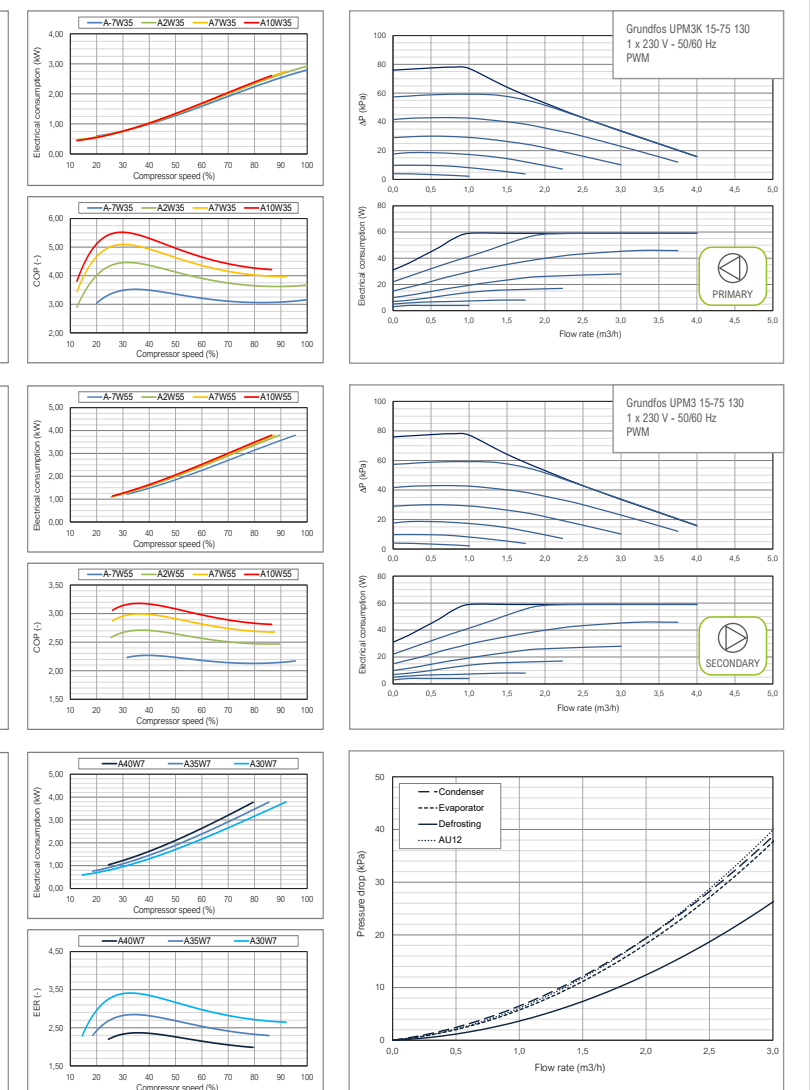 A-7W35 A2W35 A7W35 A10W35
Electrical consumption (kW)
4,00
3,00
2,00
1,00
0,00
10 20 30 40 50 60 70 80 90 100
Compressor speed (%)
A-7W35 A2W35 A7W35 A10W35
COP (-)
6,00
5,00
4,00
3,00
2,00
10 20 30 40 50 60 70 80 90 100
Compressor speed (%)
Grundfos UPM3K 15-75 130
1 x 230 V - 50/60 Hz
PWM
ΔP (kPa)
100
80
60
40
20
0
0,0 0,5 1,0 1,5 2,0 2,5 3,0 3,5 4,0 4,5 5,0
Electrical consumption (W)
80
60
40
20
0
0,0 0,5 1,0 1,5 2,0 2,5 3,0 3,5 4,0 4,5 5,0
Flow rate (m3/h)
PRIMARY
A-7W55 A2W55 A7W55 A10W55
Electrical consumption (kW)
5,00
4,00
3,00
2,00
1,00
0,00
10 20 30 40 50 60 70 80 90 100
Compressor speed (%)
A-7W55 A2W55 A7W55 A10W55
COP (-)
3,50
3,00
2,50
2,00
1,50
10 20 30 40 50 60 70 80 90 100
Compressor speed (%)
Grundfos UPM3 15-75 130
1 x 230 V - 50/60 Hz
PWM
ΔP (kPa)
100
80
60
40
20
0
0,0 0,5 1,0 1,5 2,0 2,5 3,0 3,5 4,0 4,5 5,0
Electrical consumption (W)
80
60
40
20
0
0,0 0,5 1,0 1,5 2,0 2,5 3,0 3,5 4,0 4,5 5,0
Flow rate (m3/h)
SECONDARY
A40W7 A35W7 A30W7
Electrical consumption (kW)
5,00
4,00
3,00
2,00
1,00
0,00
10 20 30 40 50 60 70 80 90 100
Compressor speed (%)
A40W7 A35W7 A30W7
EER (-)
4,50
3,50
2,50
1,50
10 20 30 40 50 60 70 80 90 100
Compressor speed (%)
Condenser
Evaporator
Defrosting
AU12
Pressure drop (kPa)
50
40
30
20
10
0
0,0 0,5 1,0 1,5 2,0 2,5 3,0
Flow rate (m3/h)